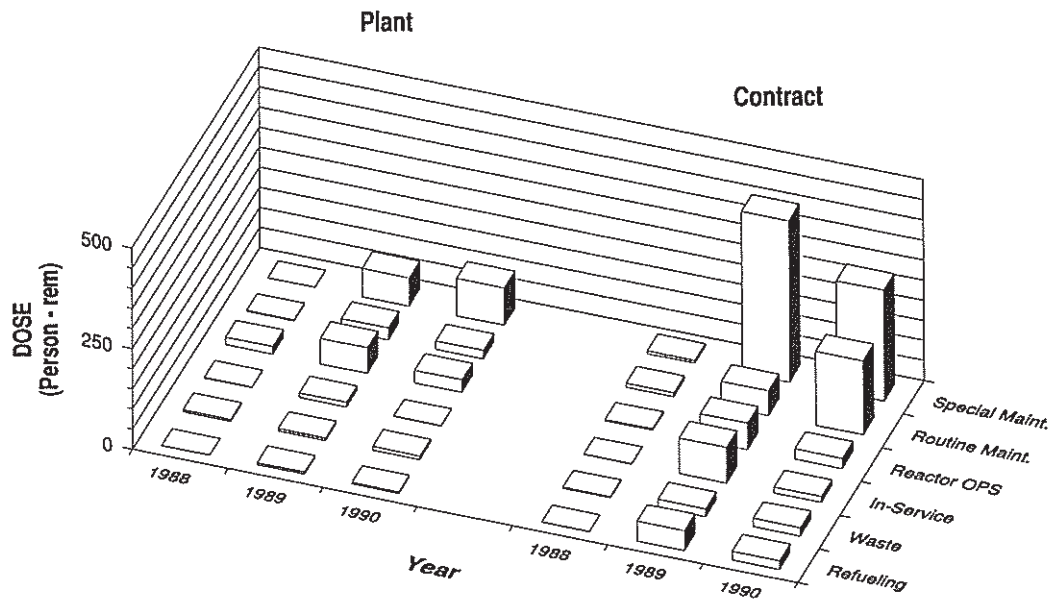 Plant
Contract
500
250
0
DOSE
(Person - rem)
1988
1989
1990
1988
1989
1990
Year
Special Maint.
Routine Maint.
Reactor OPS
In-Service
Waste
Refueling